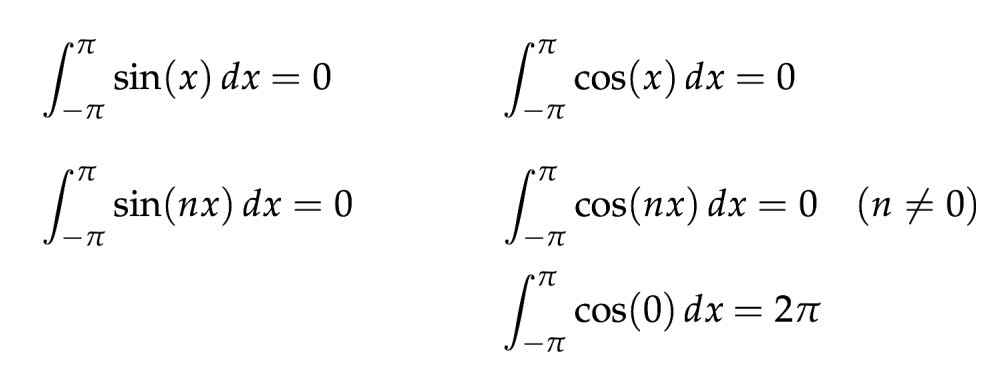 ∫_{−π}^{π} sin(x) dx = 0    ∫_{−π}^{π} cos(x) dx = 0
∫_{−π}^{π} sin(nx) dx = 0    ∫_{−π}^{π} cos(nx) dx = 0  (n ≠ 0)
∫_{−π}^{π} cos(0) dx = 2π